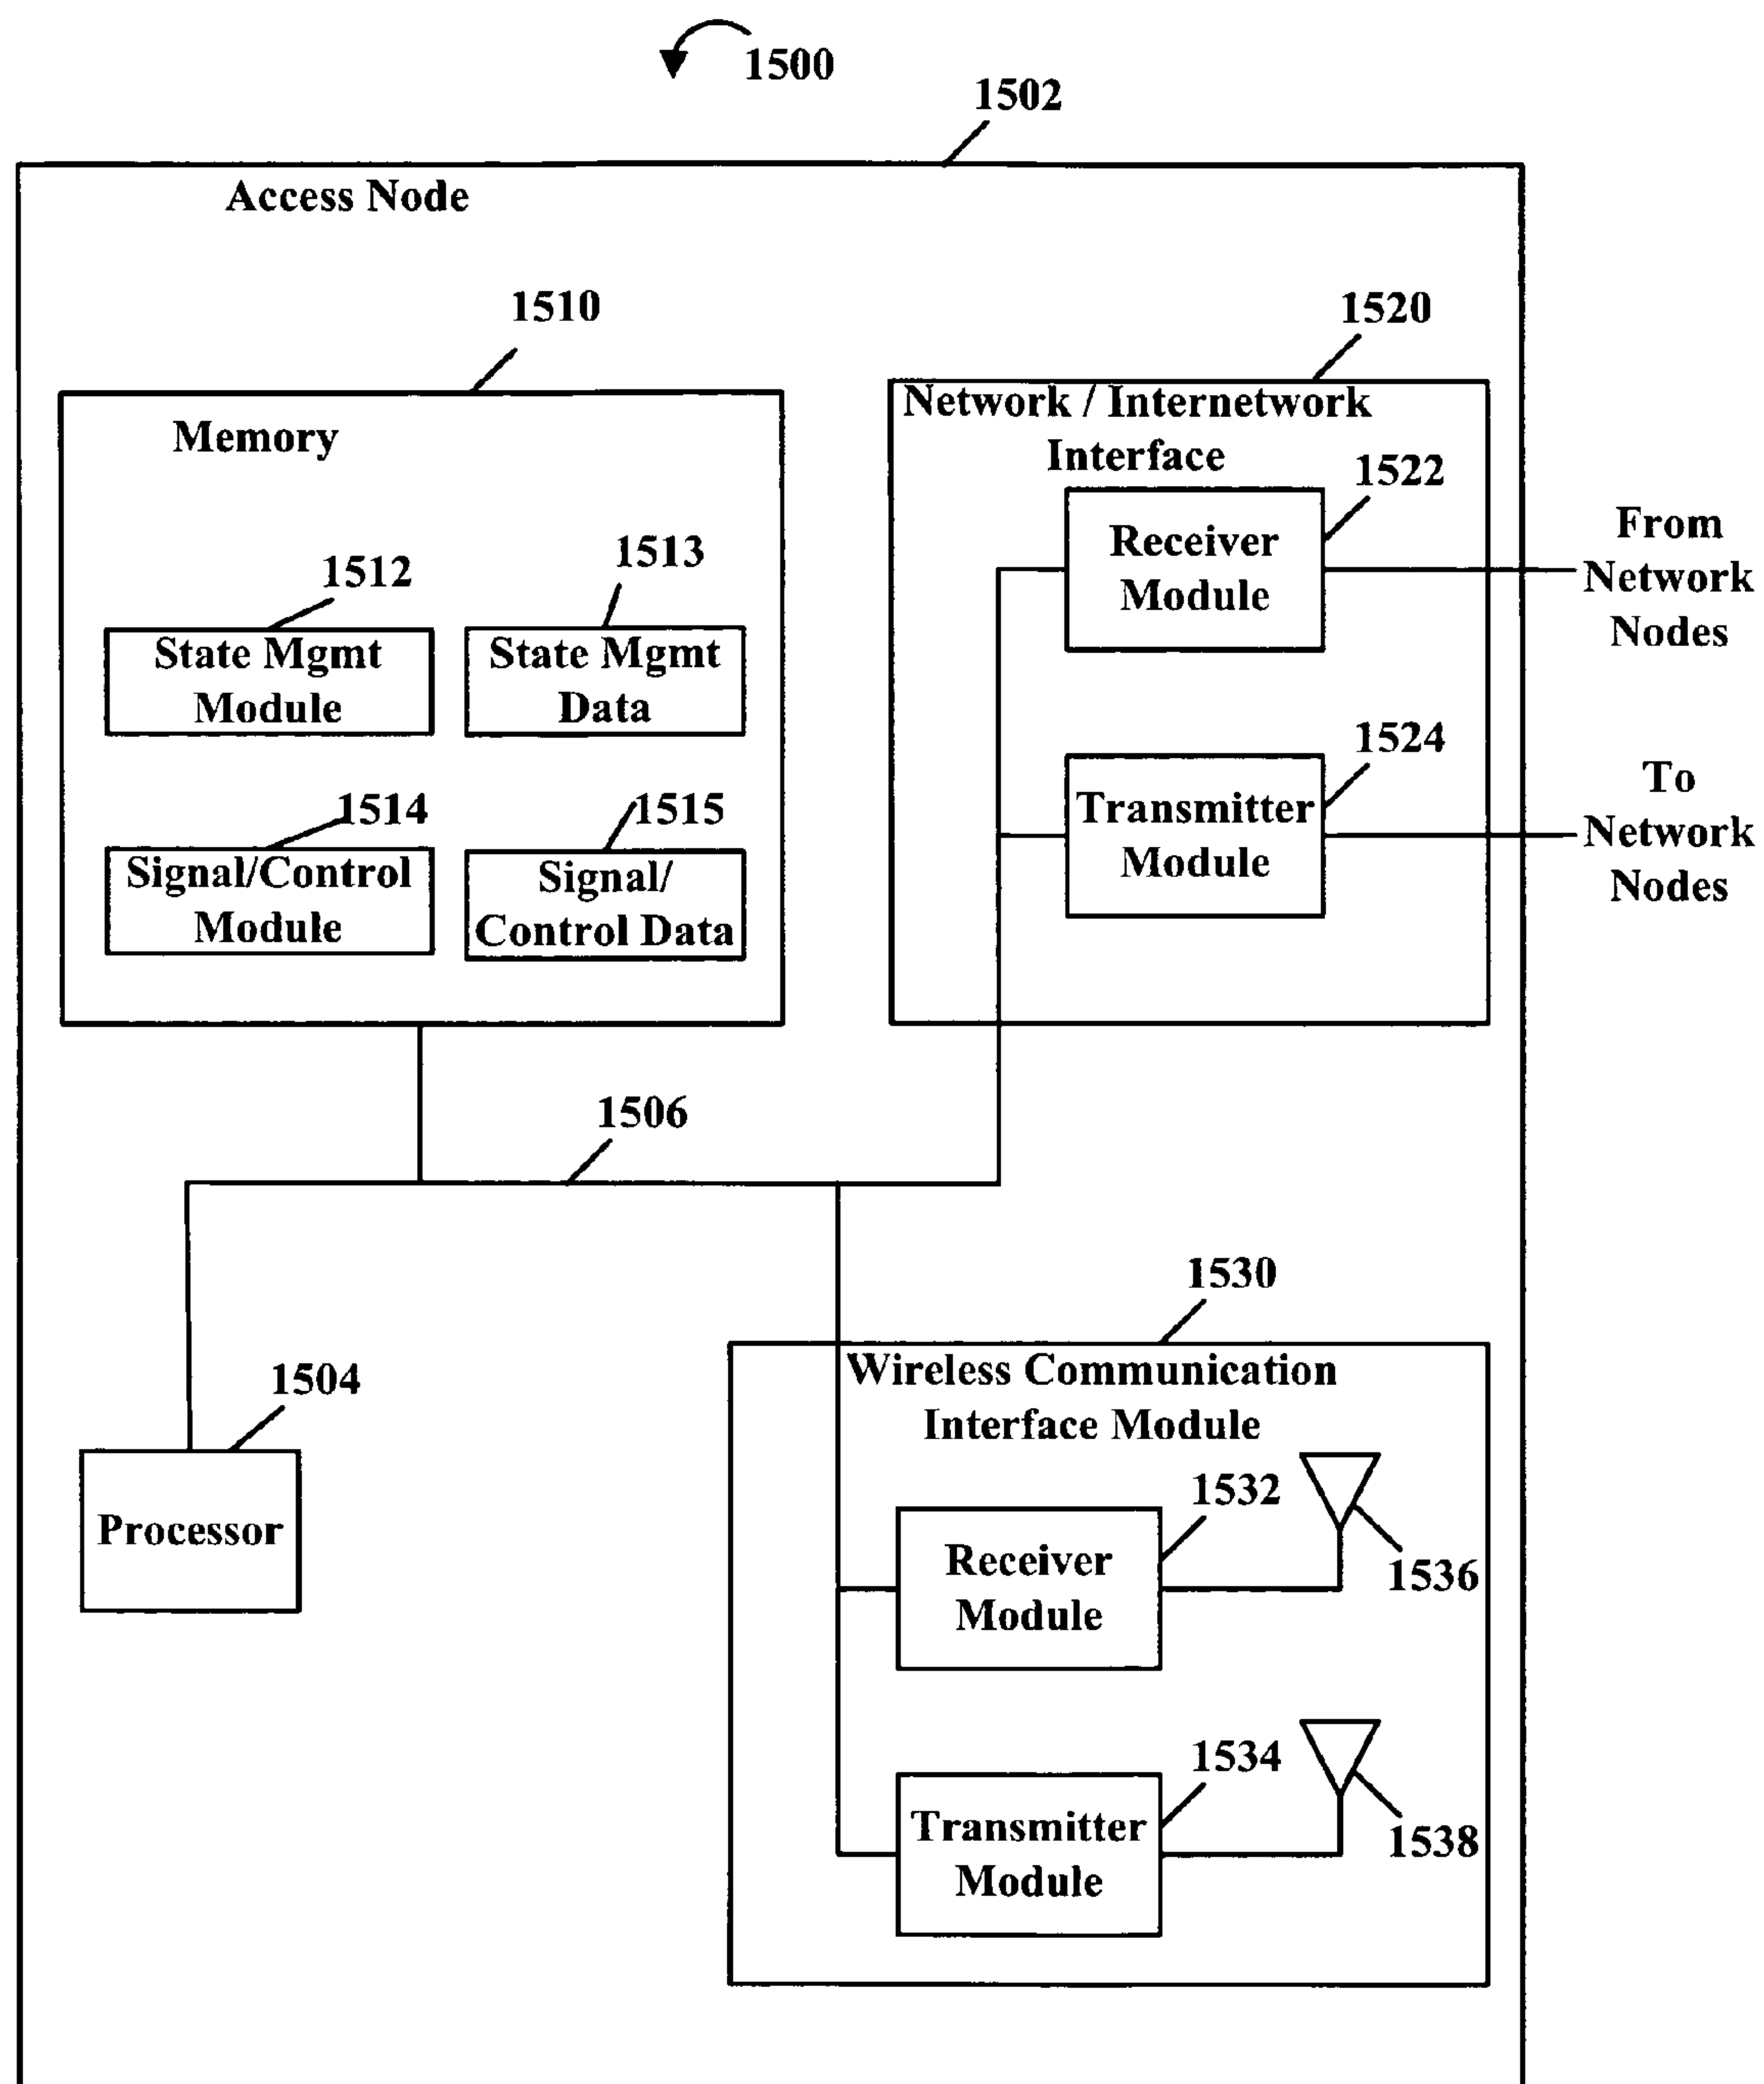 1500
1502
Access Node
1510
Memory
1512
State Mgmt
Module
1513
State Mgmt
Data
1514
Signal/Control
Module
1515
Signal/
Control Data
1520
Network / Internetwork
Interface
1522
Receiver
Module
From
Network
Nodes
1524
Transmitter
Module
To
Network
Nodes
1506
1504
Processor
1530
Wireless Communication
Interface Module
1532
Receiver
Module
1536
1534
Transmitter
Module
1538